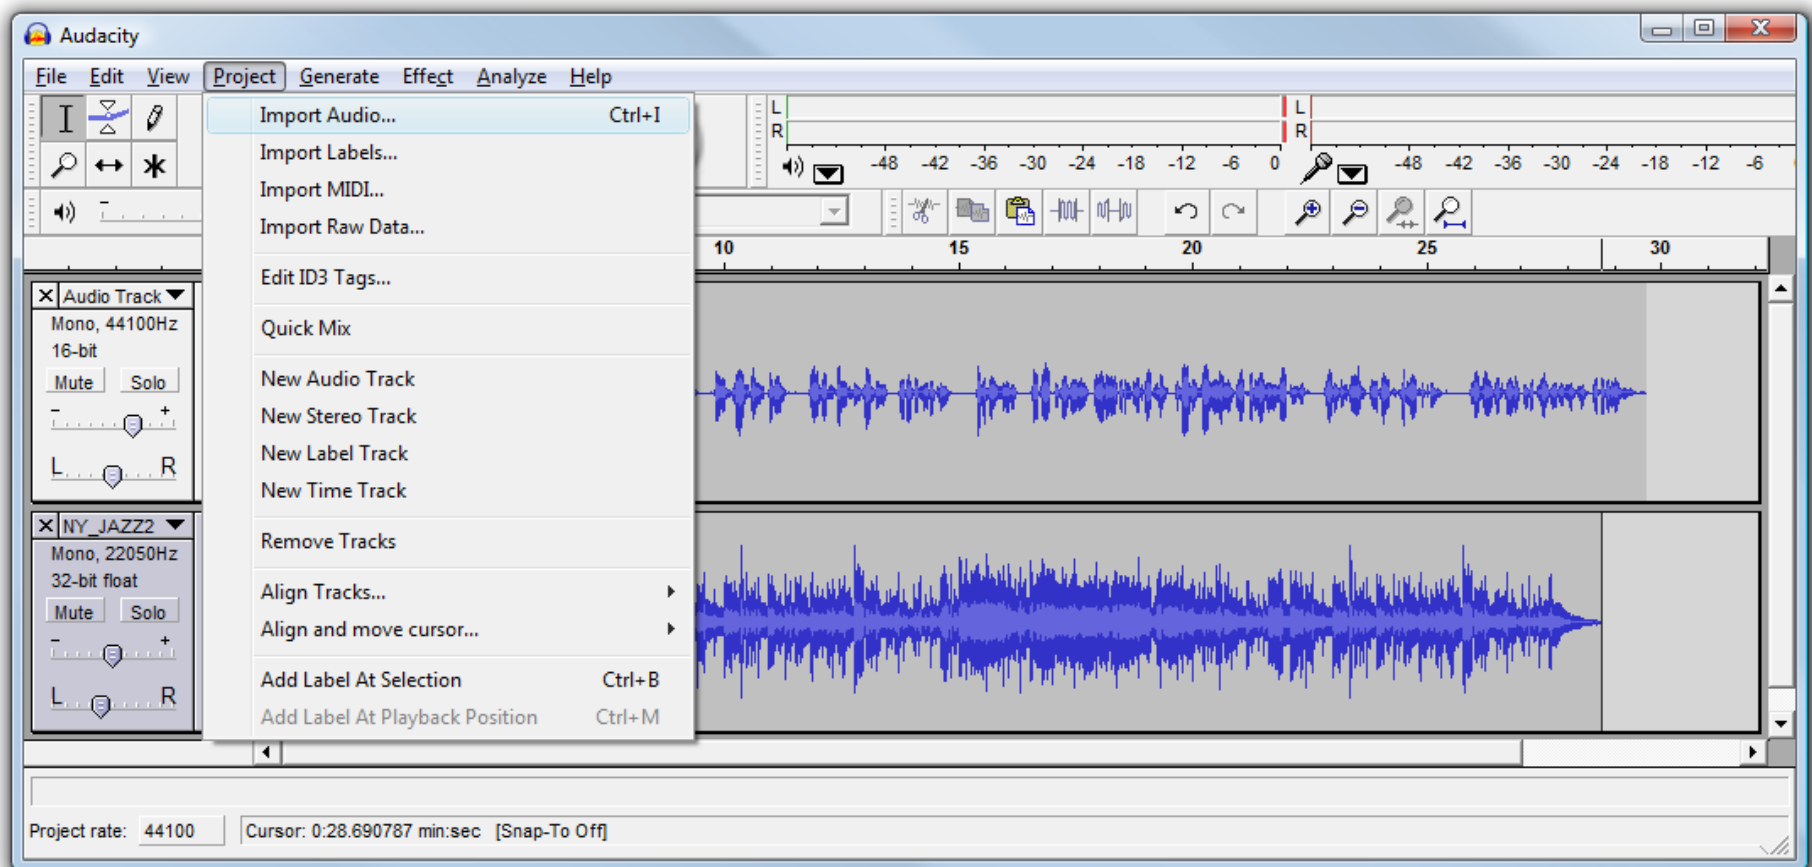 Audacity
File Edit View Project Generate Effect Analyze Help
Import Audio... Ctrl+I
Import Labels...
Import MIDI...
Import Raw Data...
Edit ID3 Tags...
Quick Mix
New Audio Track
New Stereo Track
New Label Track
New Time Track
Remove Tracks
Align Tracks...
Align and move cursor...
Add Label At Selection Ctrl+B
Add Label At Playback Position Ctrl+M
L L
R R
-48 -42 -36 -30 -24 -18 -12 -6 0 -48 -42 -36 -30 -24 -18 -12 -6
10 15 20 25 30
X Audio Track
Mono, 44100Hz
16-bit
Mute Solo
- +
L R
X NY_JAZZ2
Mono, 22050Hz
32-bit float
Mute Solo
- +
L R
Project rate: 44100 Cursor: 0:28.690787 min:sec [Snap-To Off]